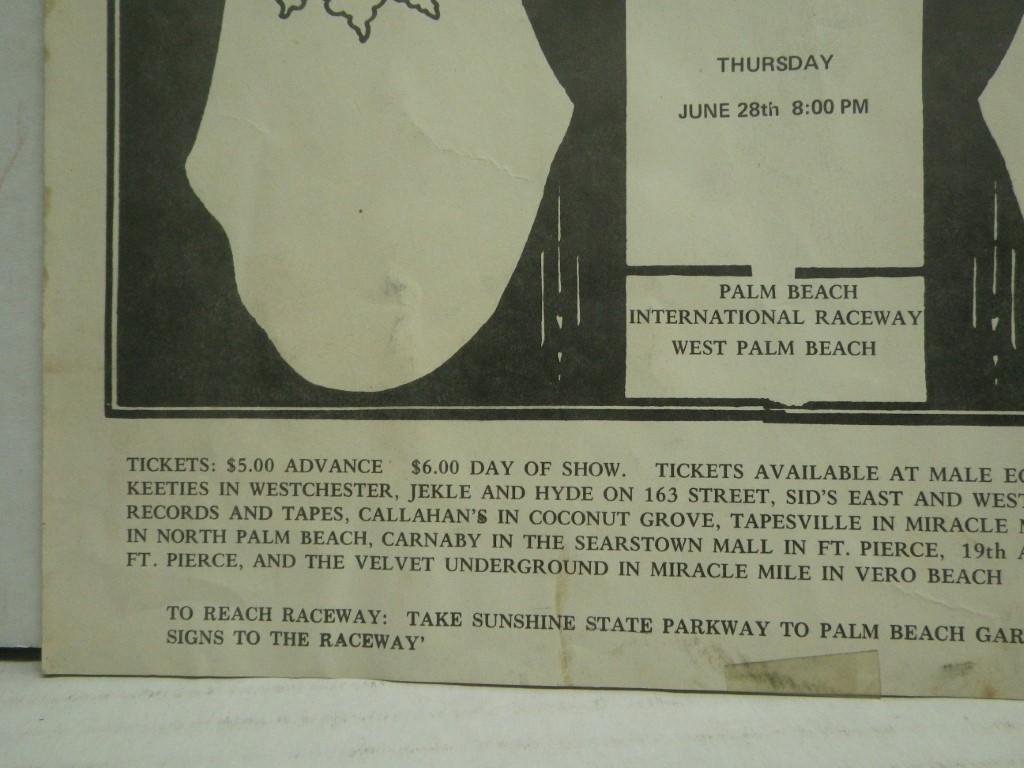 THURSDAY
JUNE 28th 8:00 PM
PALM BEACH
INTERNATIONAL RACEWAY
WEST PALM BEACH
TICKETS: $5.00 ADVANCE $6.00 DAY OF SHOW. TICKETS AVAILABLE AT MALE
KEETIES IN WESTCHESTER, JEKLE AND HYDE ON 163 STREET, SID'S EAST AND WEST
RECORDS AND TAPES, CALLAHAN'S IN COCONUT GROVE, TAPESVILLE IN MIRACLE
IN NORTH PALM BEACH, CARNABY IN THE SEARSTOWN MALL IN FT. PIERCE, 19th
FT. PIERCE, AND THE VELVET UNDERGROUND IN MIRACLE MILE IN VERO BEACH
TO REACH RACEWAY: TAKE SUNSHINE STATE PARKWAY TO PALM BEACH GAR
SIGNS TO THE RACEWAY'